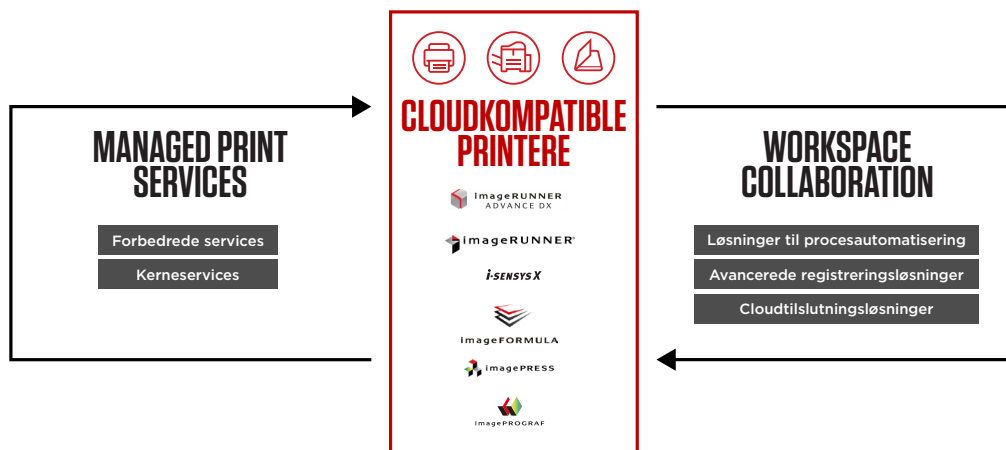 MANAGED PRINT
SERVICES
Forbedrede services
Kerneservices
CLOUDKOMPATIBLE
PRINTERE
imageRUNNER
ADVANCE DX
imageRUNNER®
i-SENSYS X
imageFORMULA
imagePRESS
imagePROGRAF
WORKSPACE
COLLABORATION
Løsninger til procesautomatisering
Avancerede registreringsløsninger
Cloudtilslutningsløsninger